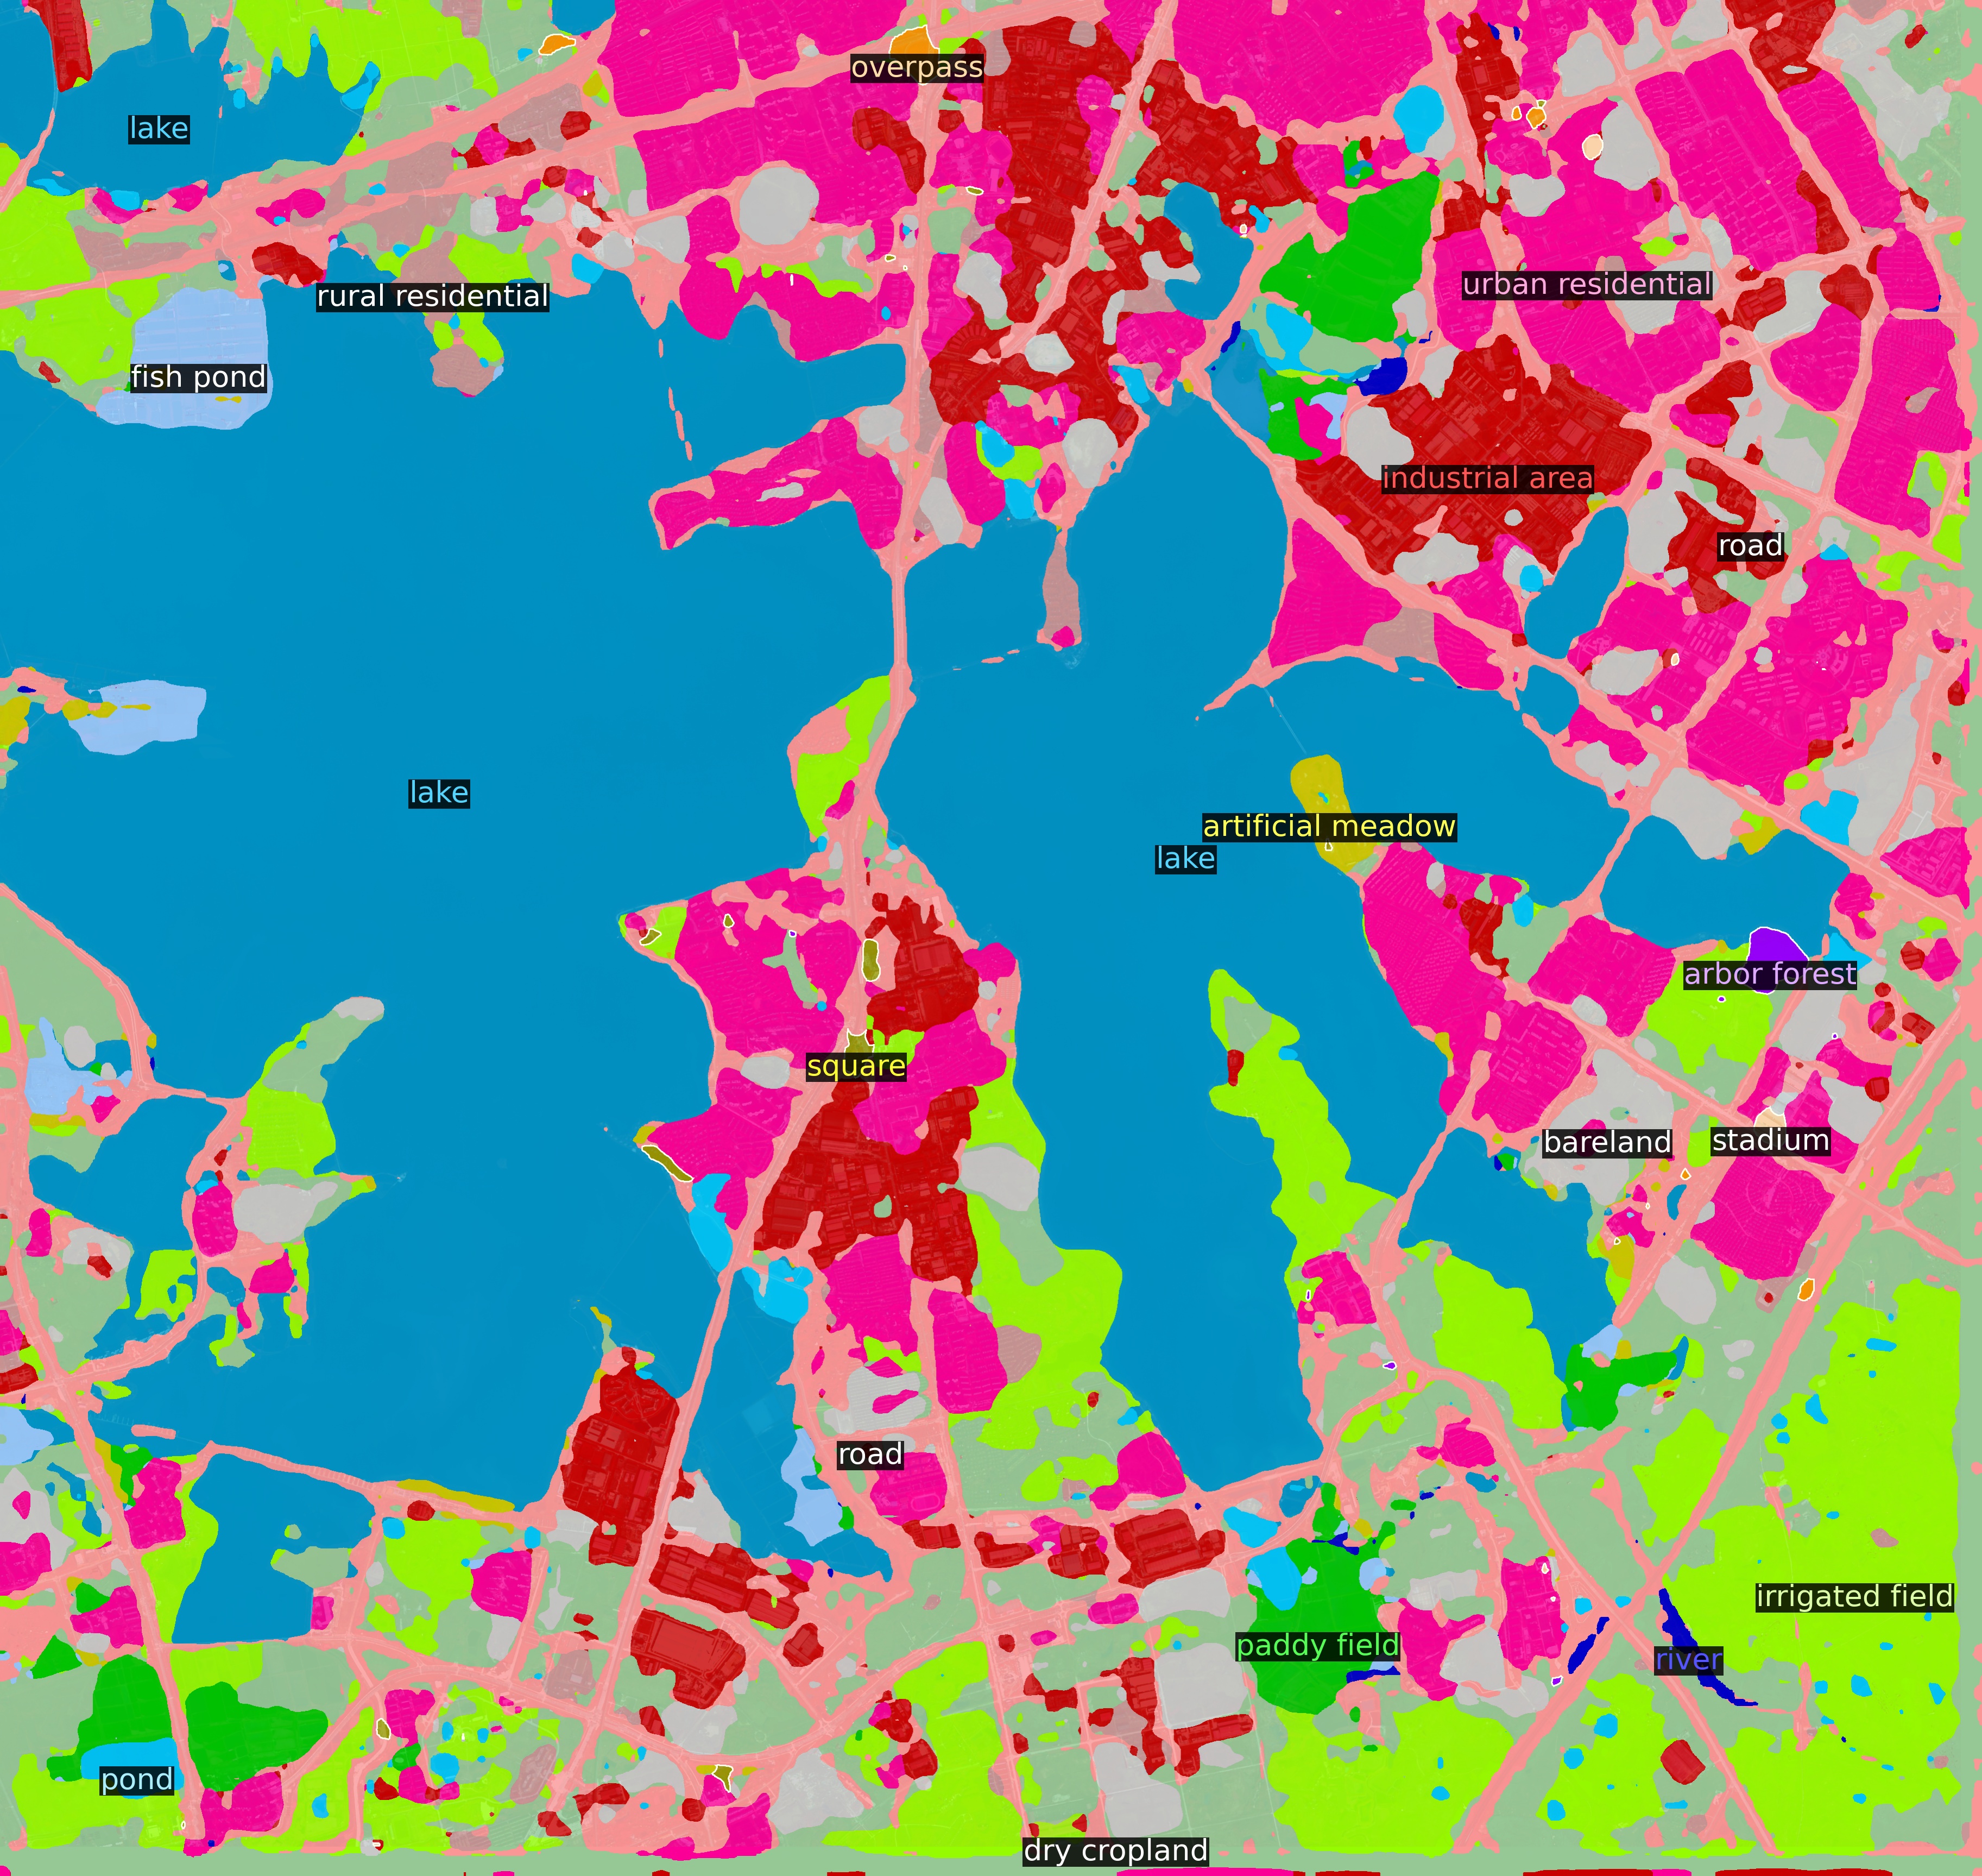 overpass
lake
urban residential
rural residential
fish pond
industrial area
road
lake
artificial meadow
lake
arbor forest
square
stadium
bareland
road
irrigated field
paddy field
river
pond
dry cropland